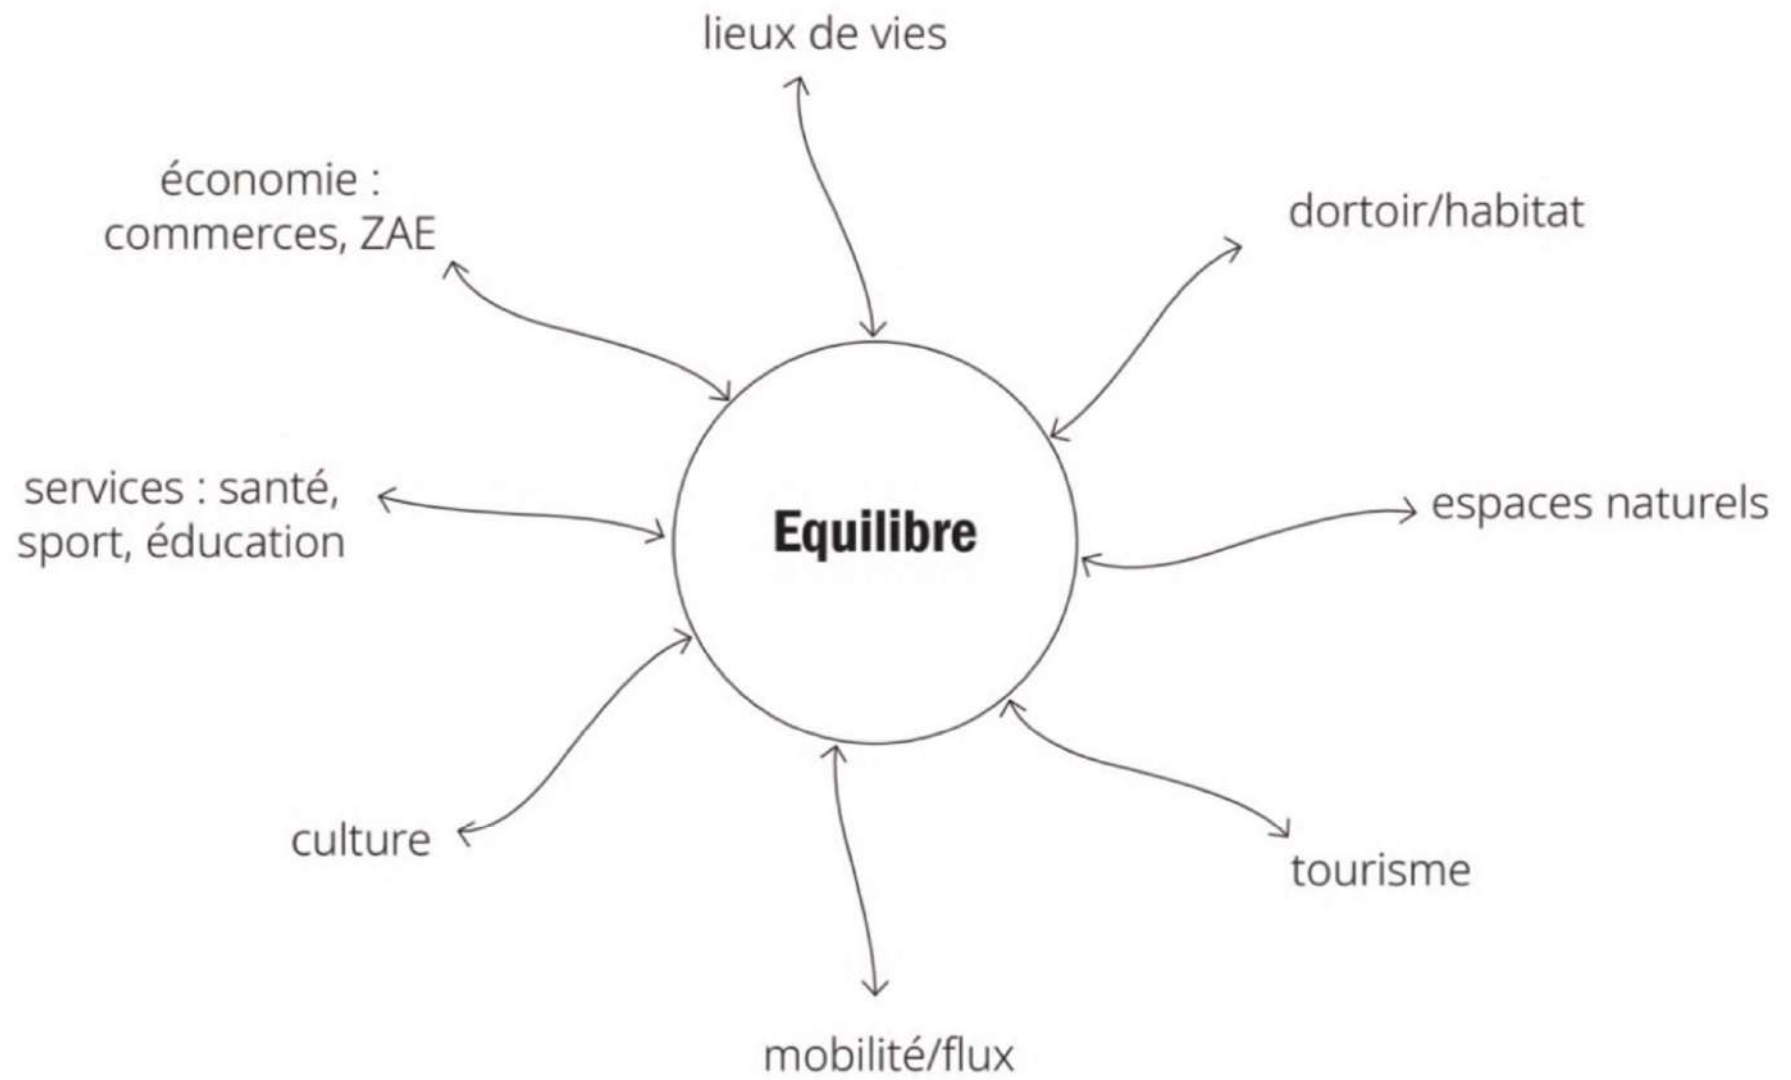 lieux de vies
économie :
commerces, ZAE
dortoir/habitat
services : santé,
sport, éducation
Equilibre
espaces naturels
culture
tourisme
mobilité/flux